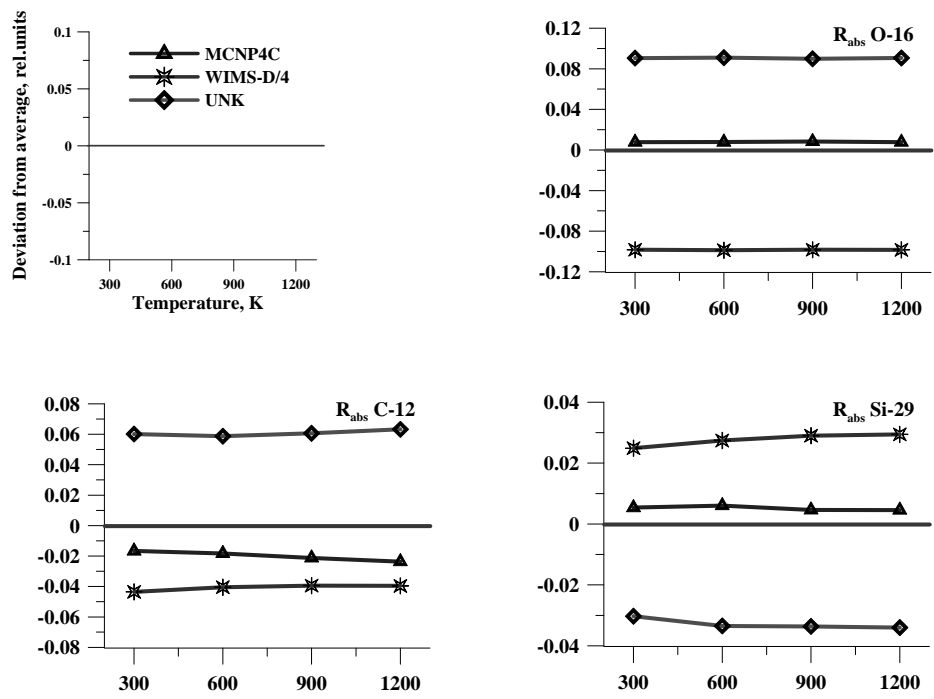 Deviation from average, rel.units
0.1
0.05
0
-0.05
-0.1
MCNP4C
WIMS-D/4
UNK
300 600 900 1200
Temperature, K
Rabs O-16
0.12
0.08
0.04
0
-0.04
-0.08
-0.12
300 600 900 1200
Rabs C-12
0.08
0.06
0.04
0.02
0
-0.02
-0.04
-0.06
-0.08
300 600 900 1200
Rabs Si-29
0.04
0.02
0
-0.02
-0.04
300 600 900 1200